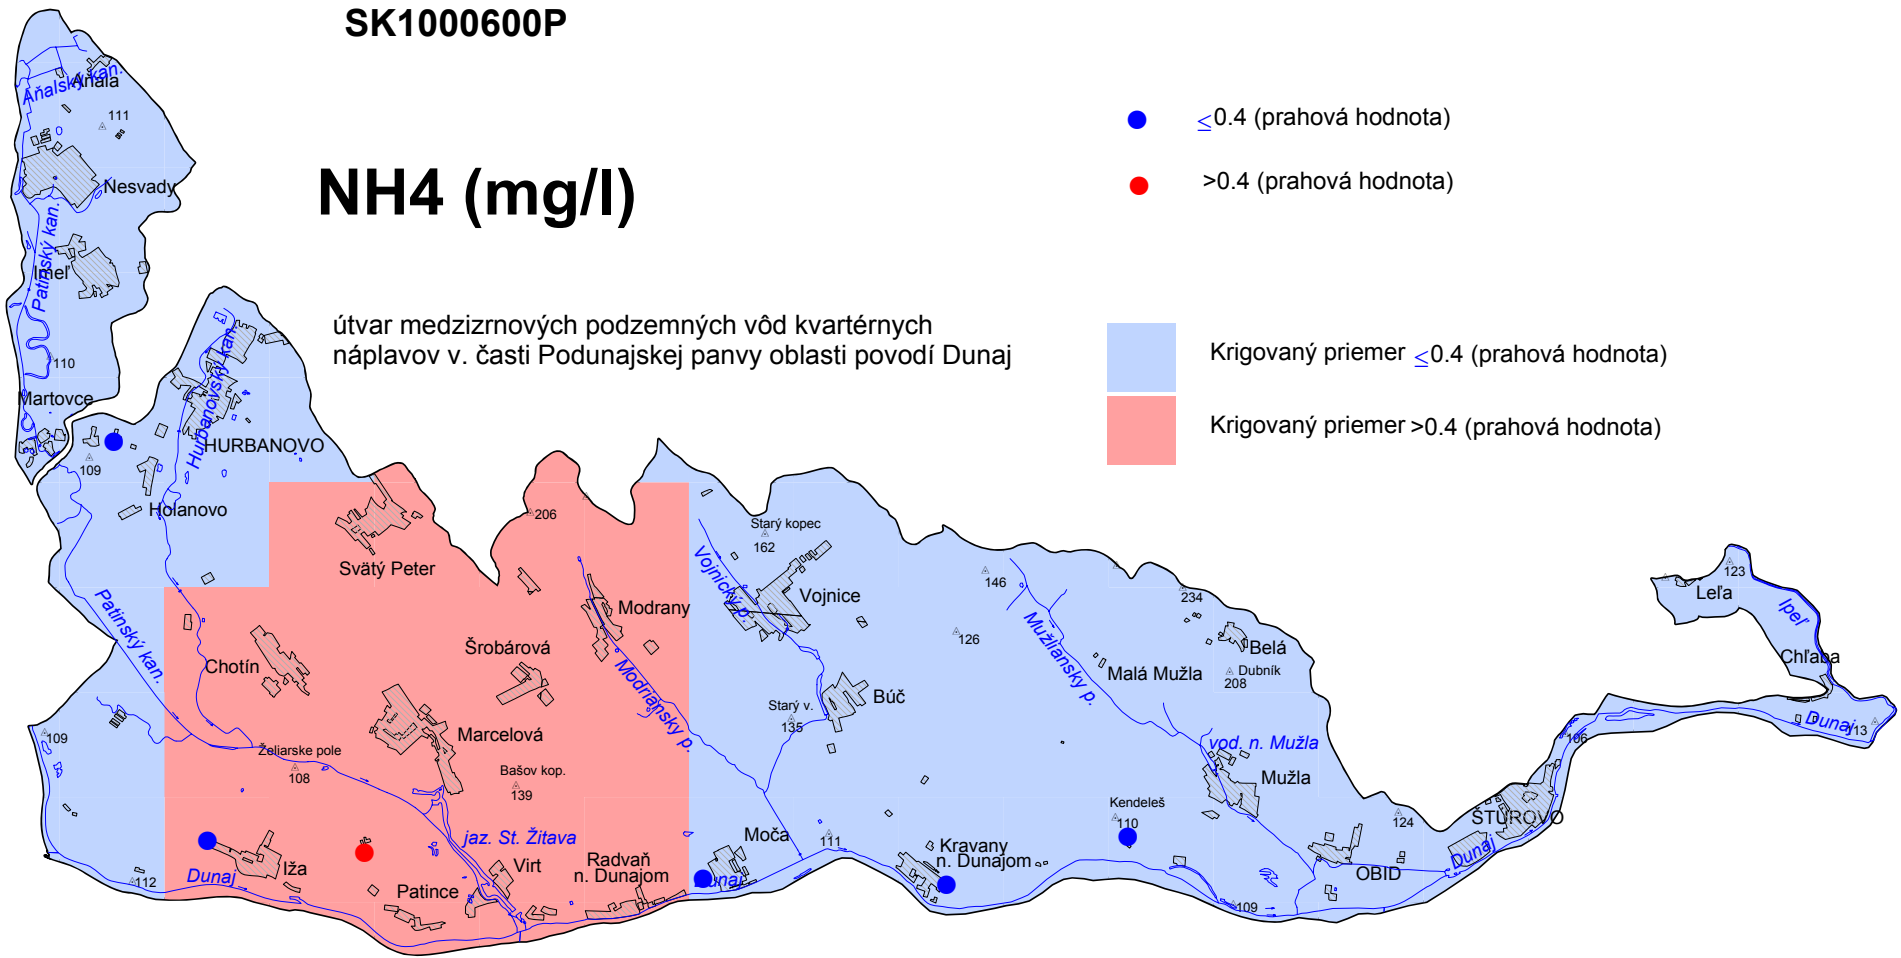 SK1000600P
NH4 (mg/l)
útvar medzizrnových podzemných vôd kvartérnych
náplavov v. časti Podunajskej panvy oblasti povodí Dunaj
≤0.4 (prahová hodnota)
>0.4 (prahová hodnota)
Krigovaný priemer ≤0.4 (prahová hodnota)
Krigovaný priemer >0.4 (prahová hodnota)
Aňalský kan.
Aňala
111
Nesvady
Patinský kan.
Imeľ
110
Martovce
109
Hurbanovský kan.
HURBANOVO
Holanovo
206
Svätý Peter
Starý kopec
162
Vojnický p.
Vojnice
146
126
234
Belá
Dubník
208
Malá Mužla
Mužliansky p.
123
Leľa
Ipeľ
Chľaba
Dunaj
113
106
Patinský kan.
Chotín
Šrobárová
Modrany
Modriansky p.
Búč
Starý v.
135
Marcelová
109
Želiarske pole
108
Bašov kop.
139
vod. n. Mužla
Mužla
Kendeleš
110
124
ŠTÚROVO
Dunaj
OBID
jaz. St. Žitava
Moča
111
Kravany
n. Dunajom
Iža
Dunaj
112
Patince
Virt
Radvaň
n. Dunajom
Dunaj
109